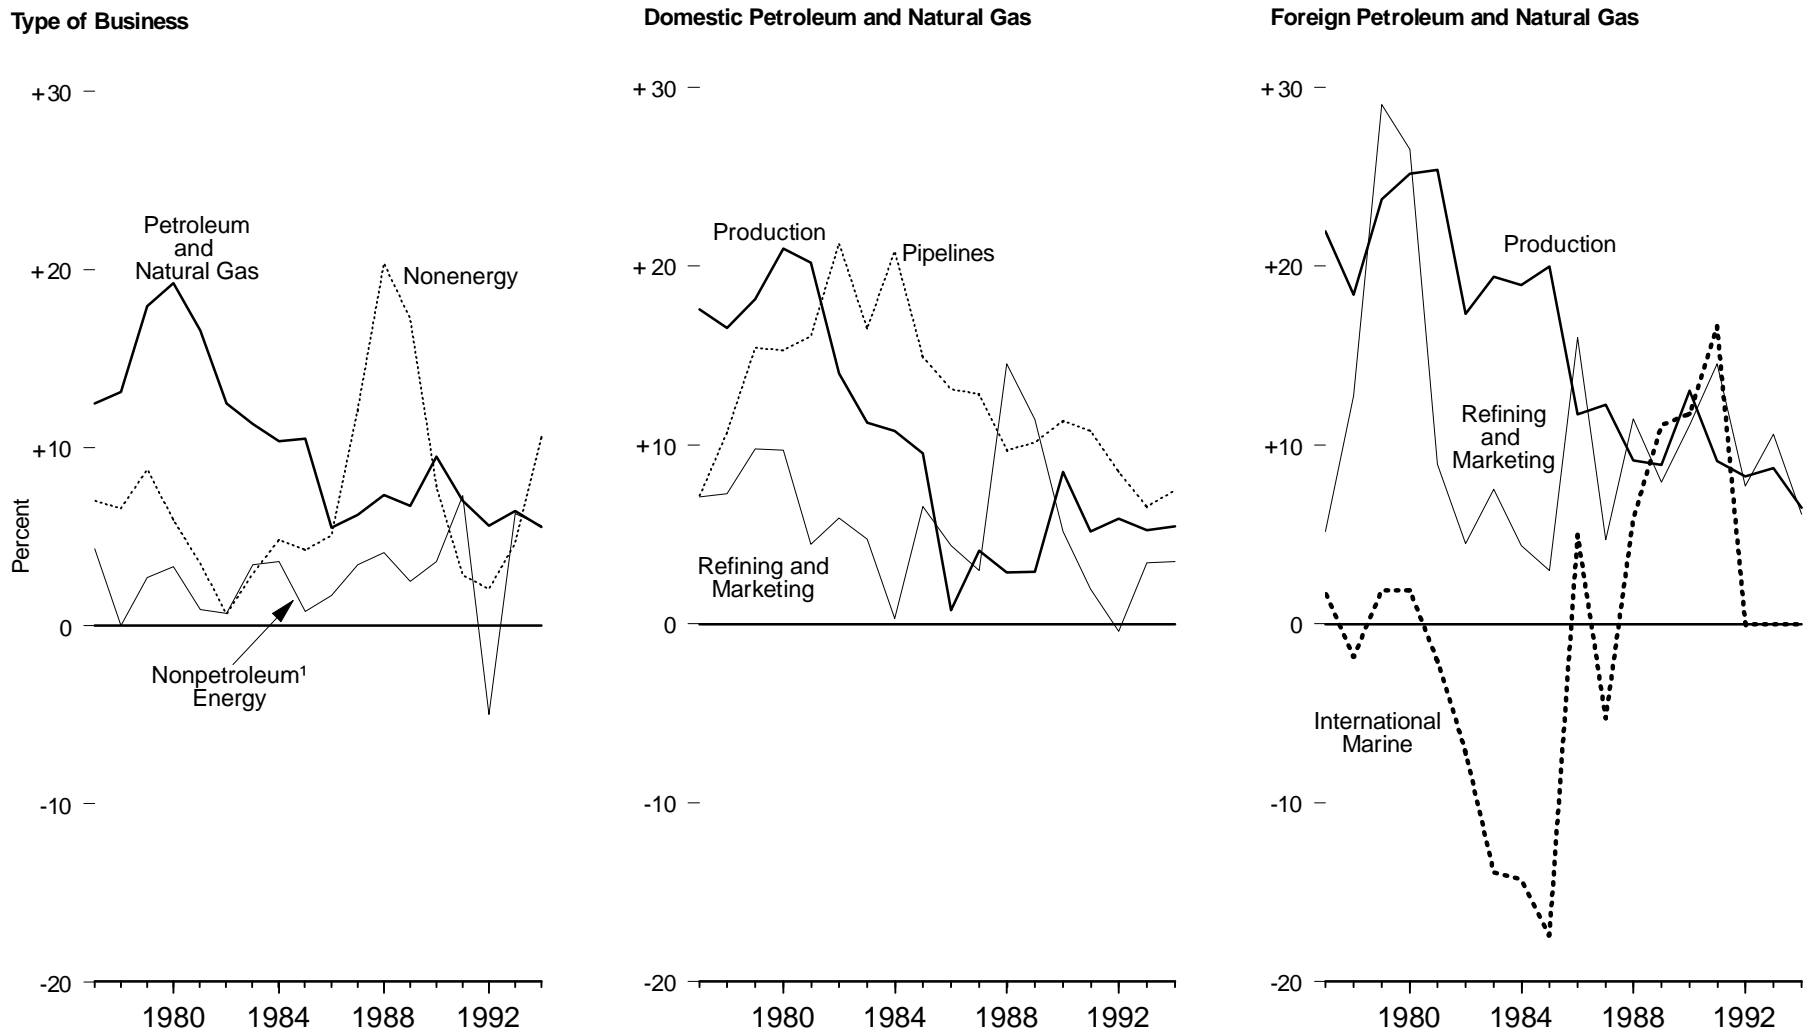 Type of Business
+30
+20
+10
0
-10
-20
Percent
Petroleum
and
Natural Gas
Nonenergy
Nonpetroleum¹
Energy
1980 1984 1988 1992
Domestic Petroleum and Natural Gas
+30
+20
+10
0
-10
-20
Production
Pipelines
Refining and
Marketing
1980 1984 1988 1992
Foreign Petroleum and Natural Gas
+30
+20
+10
0
-10
-20
Production
Refining
and
Marketing
International
Marine
1980 1984 1988 1992